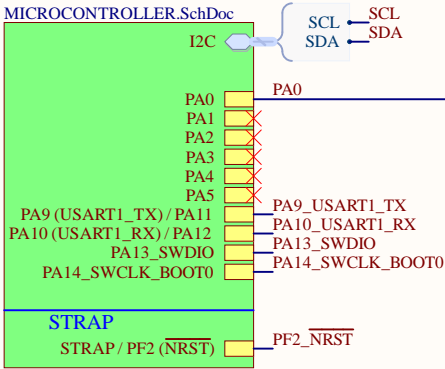 MICROCONTROLLER.SchDoc
I2C
SCL SCL
SDA SDA
PA0 PA0
PA1
PA2
PA3
PA4
PA5
PA9 (USART1_TX) / PA11 PA9_USART1_TX
PA10 (USART1_RX) / PA12 PA10_USART1_RX
PA13_SWDIO PA13_SWDIO
PA14_SWCLK_BOOT0 PA14_SWCLK_BOOT0
STRAP
STRAP / PF2 (NRST) PF2_NRST